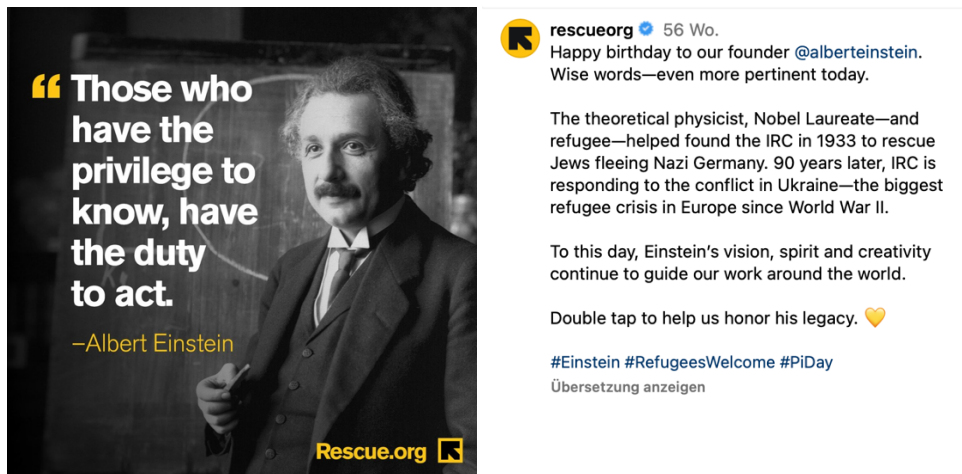 “ Those who
have the
privilege to
know, have
the duty
to act.
–Albert Einstein
Rescue.org
rescueorg 56 Wo.
Happy birthday to our founder @alberteinstein.
Wise words—even more pertinent today.
The theoretical physicist, Nobel Laureate—and
refugee—helped found the IRC in 1933 to rescue
Jews fleeing Nazi Germany. 90 years later, IRC is
responding to the conflict in Ukraine—the biggest
refugee crisis in Europe since World War II.
To this day, Einstein’s vision, spirit and creativity
continue to guide our work around the world.
Double tap to help us honor his legacy. 💛
#Einstein #RefugeesWelcome #PiDay
Übersetzung anzeigen